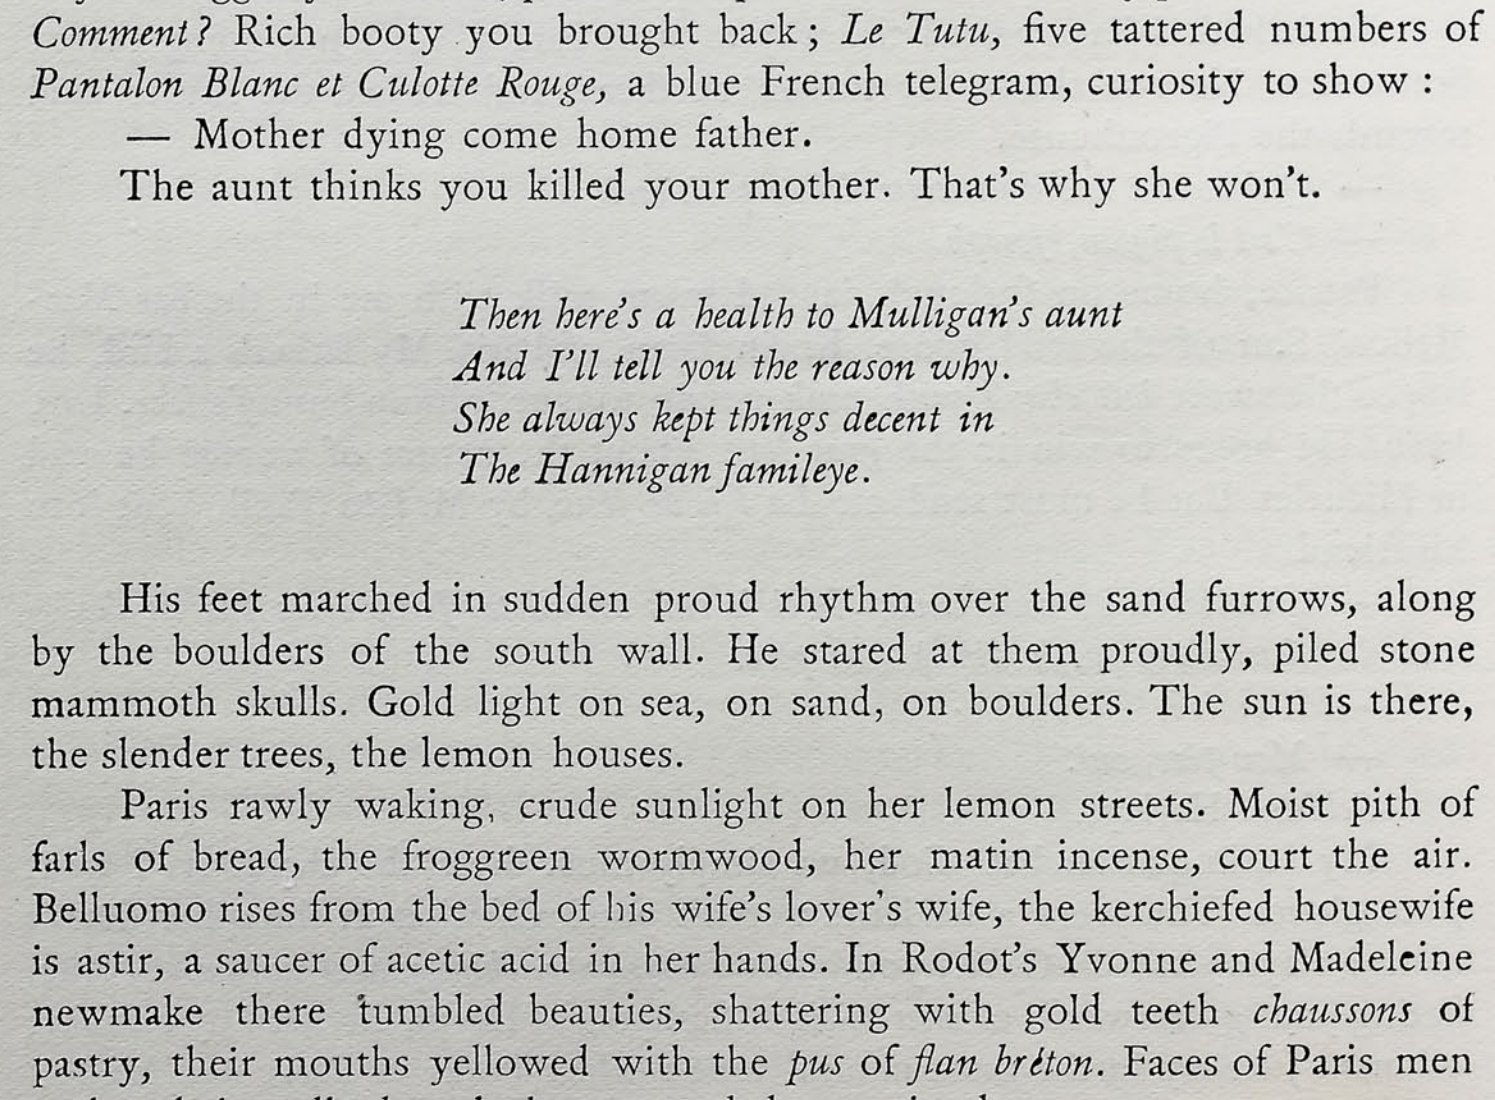 Comment? Rich booty you brought back; Le Tutu, five tattered numbers of
Pantalon Blanc et Culotte Rouge, a blue French telegram, curiosity to show :
— Mother dying come home father.
The aunt thinks you killed your mother. That's why she won't.
Then here's a health to Mulligan's aunt
And I'll tell you the reason why.
She always kept things decent in
The Hannigan famileye.
His feet marched in sudden proud rhythm over the sand furrows, along
by the boulders of the south wall. He stared at them proudly, piled stone
mammoth skulls. Gold light on sea, on sand, on boulders. The sun is there,
the slender trees, the lemon houses.
Paris rawly waking, crude sunlight on her lemon streets. Moist pith of
farls of bread, the froggreen wormwood, her matin incense, court the air.
Belluomo rises from the bed of his wife's lover's wife, the kerchiefed housewife
is astir, a saucer of acetic acid in her hands. In Rodot's Yvonne and Madeleine
newmake there tumbled beauties, shattering with gold teeth chaussons of
pastry, their mouths yellowed with the pus of flan bréton. Faces of Paris men